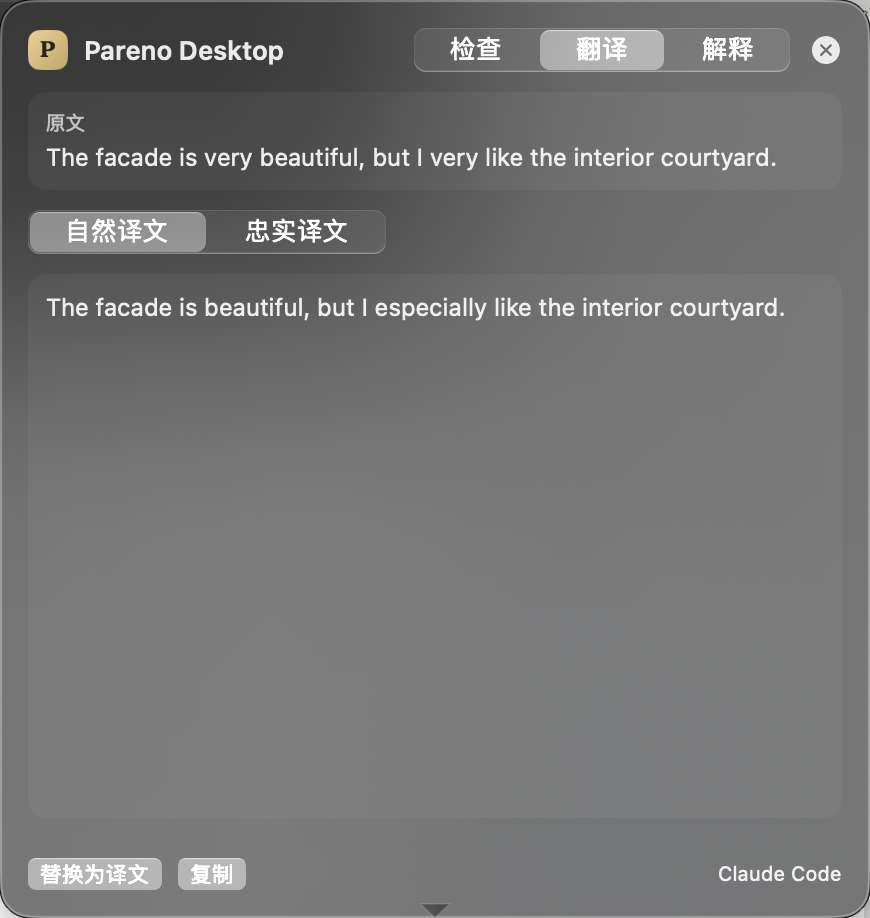 P
Pareno Desktop
检查
翻译
解释
原文
The facade is very beautiful, but I very like the interior courtyard.
自然译文
忠实译文
The facade is beautiful, but I especially like the interior courtyard.
替换为译文
复制
Claude Code